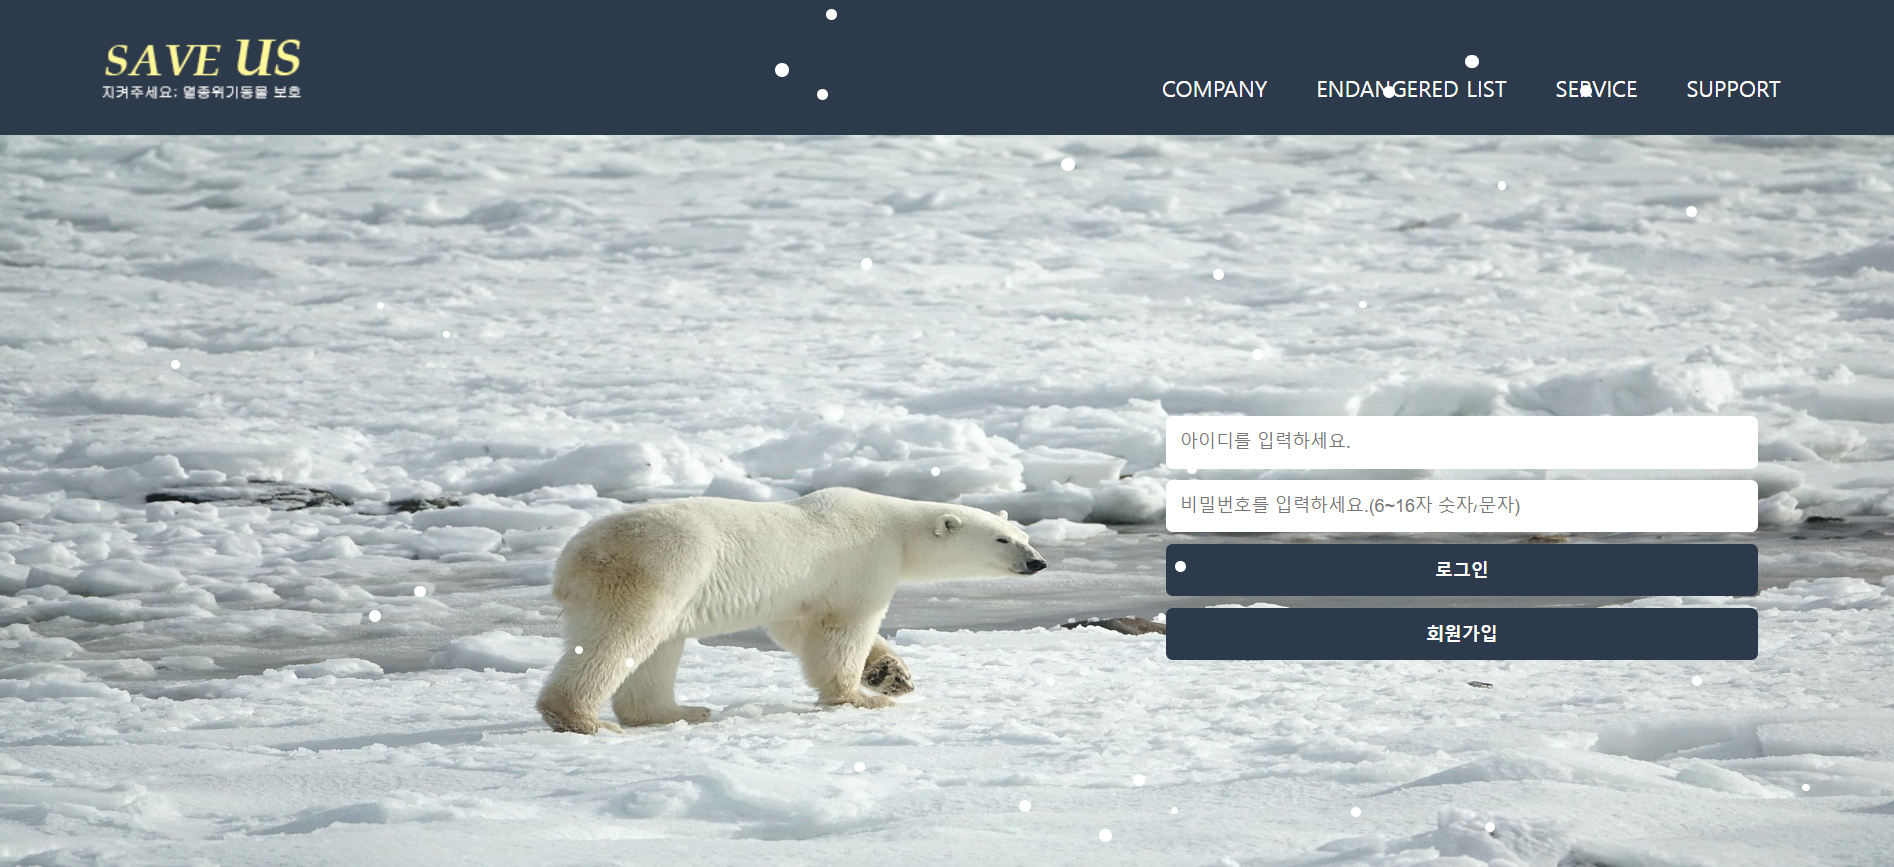 SAVE US
지켜주세요: 멸종위기동물 보호
COMPANY ENDANGERED LIST SERVICE SUPPORT
아이디를 입력하세요.
비밀번호를 입력하세요.(6~16자 숫자/문자)
로그인
회원가입